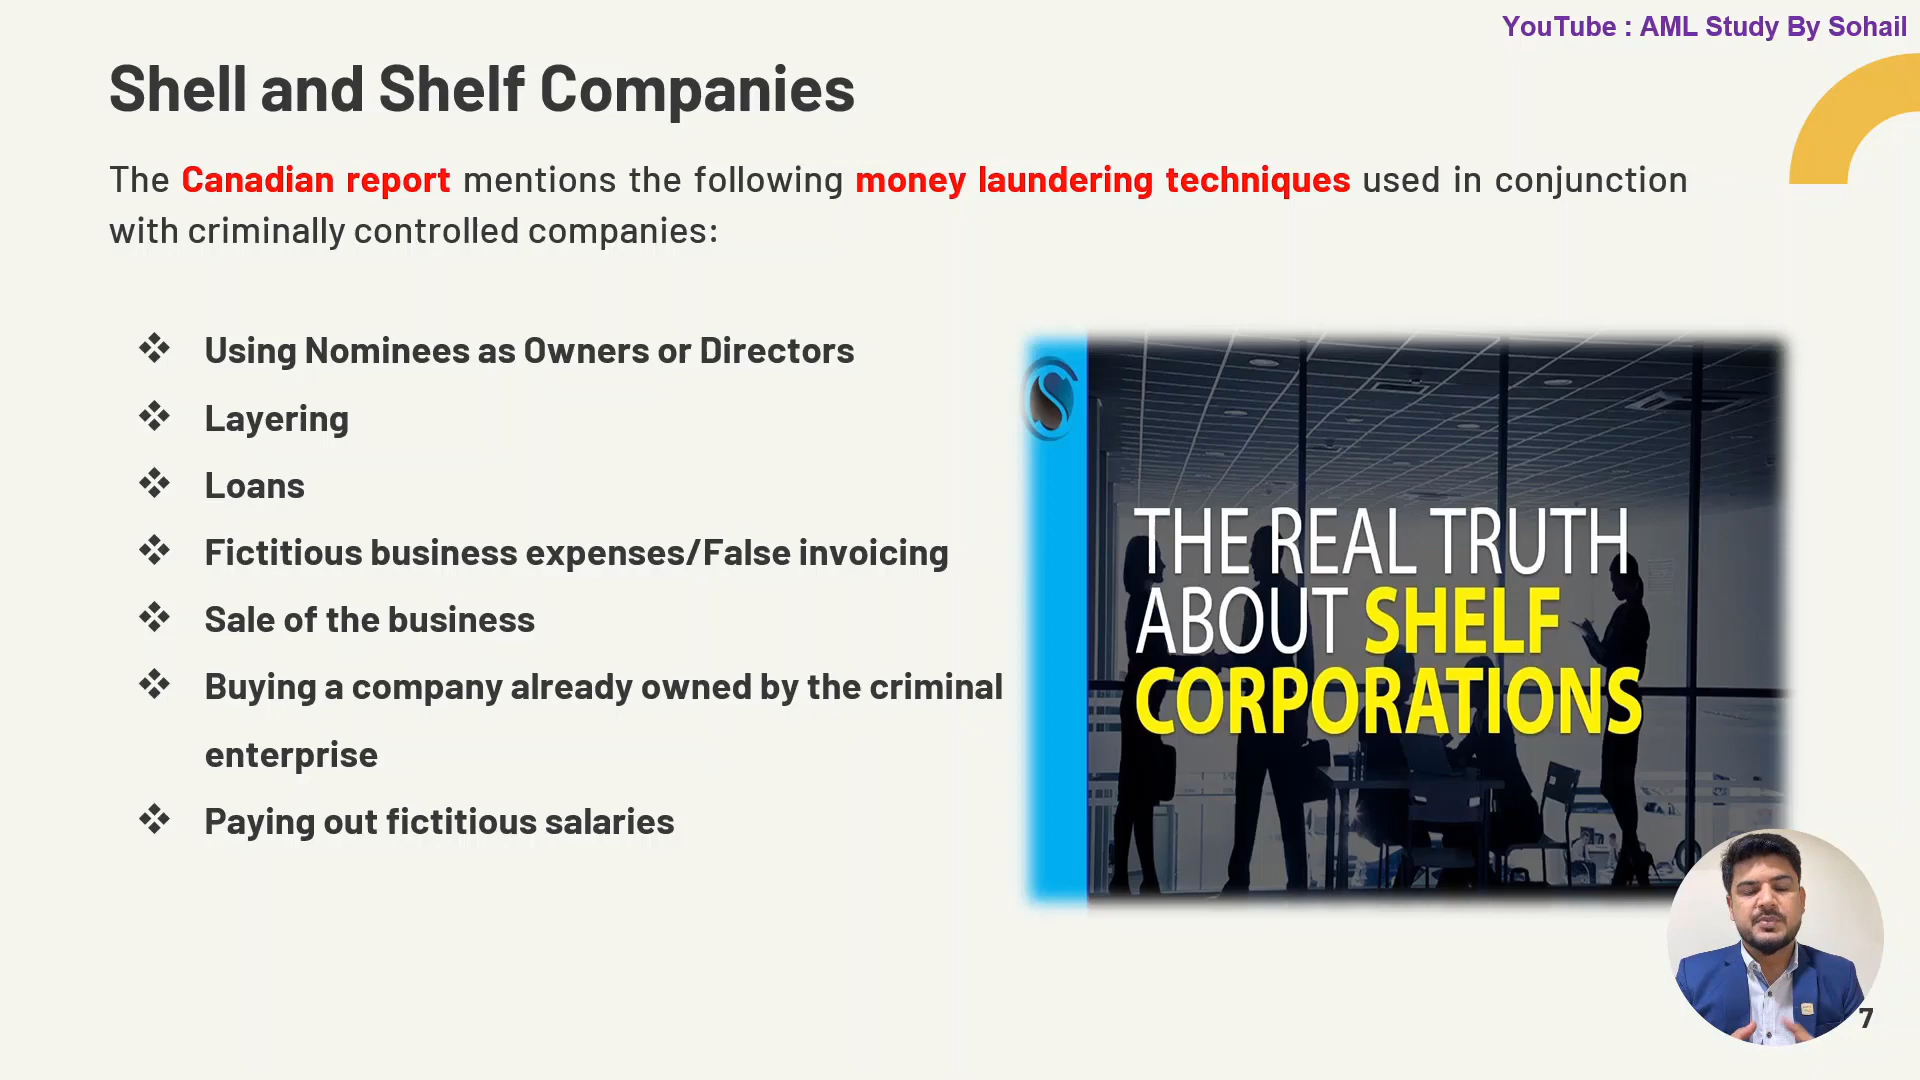 YouTube : AML Study By Sohail
Shell and Shelf Companies
The Canadian report mentions the following money laundering techniques used in conjunction
with criminally controlled companies:
❖ Using Nominees as Owners or Directors
❖ Layering
❖ Loans
❖ Fictitious business expenses/False invoicing
❖ Sale of the business
❖ Buying a company already owned by the criminal
enterprise
❖ Paying out fictitious salaries
S
THE REAL TRUTH
ABOUT SHELF
CORPORATIONS
7